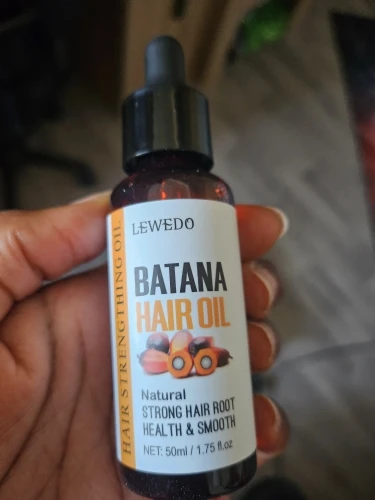 LEWEDO
BATANA
HAIR OIL
Natural
STRONG HAIR ROOT
HEALTH & SMOOTH
NET: 50ml / 1.75 fl.oz
HAIR STRENGTHING OIL